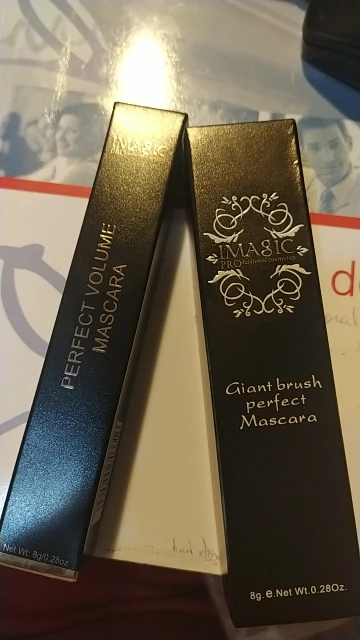 IMAGIC
PERFECT VOLUME
MASCARA
Net Wt: 8g/0.28oz
IMAGIC
PROfessional cosmetics
Giant brush
perfect
Mascara
8g.e.Net Wt.0.28Oz.
d